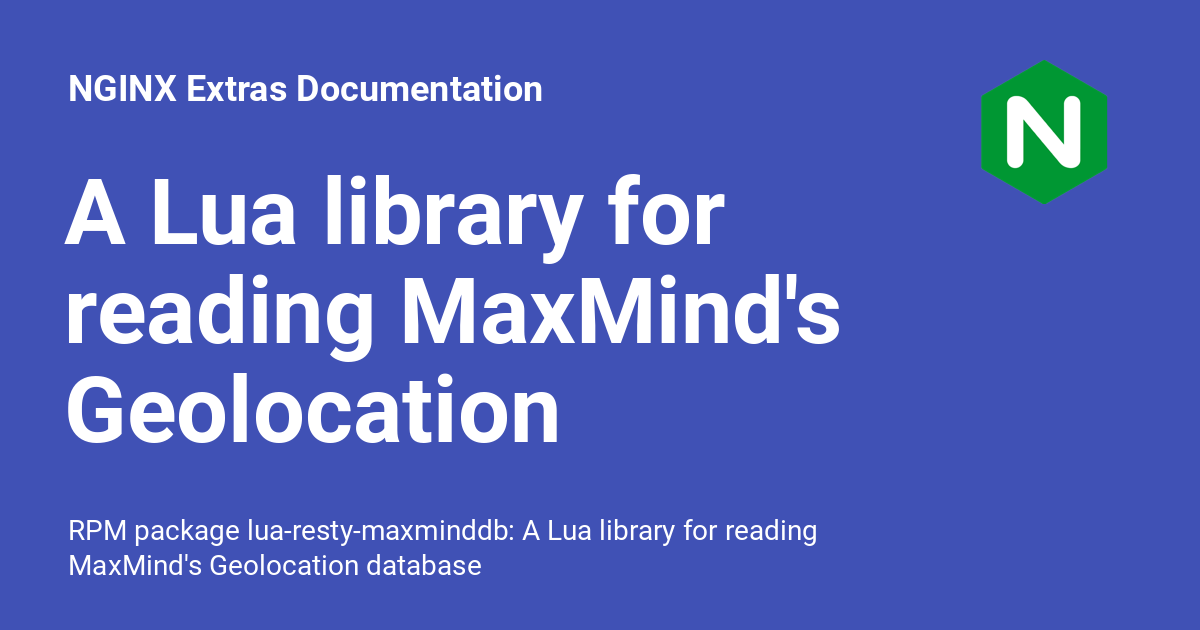 NGINX Extras Documentation
N
A Lua library for
reading MaxMind's
Geolocation
RPM package lua-resty-maxminddb: A Lua library for reading
MaxMind's Geolocation database